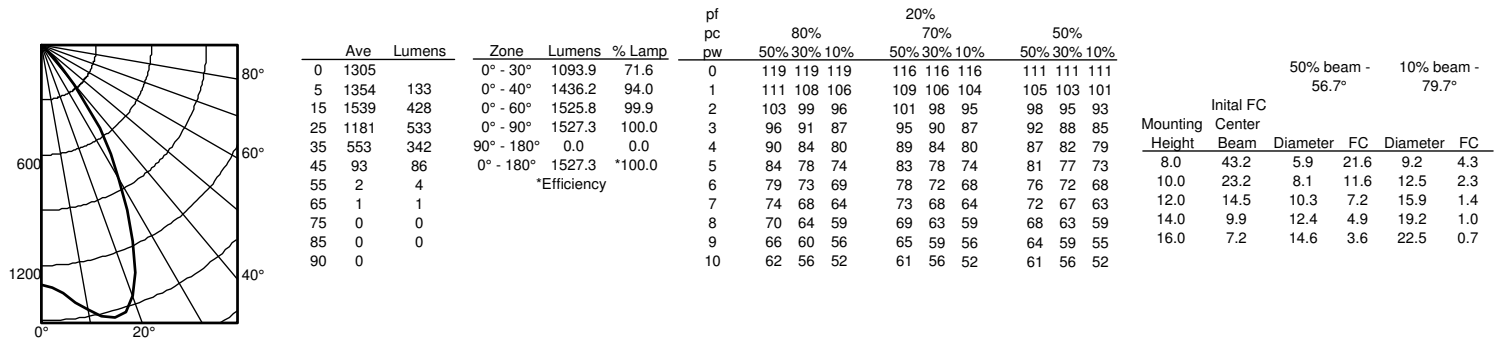 80°
60°
600
1200
40°
0° 20°
Ave Lumens
0 1305
5 1354 133
15 1539 428
25 1181 533
35 553 342
45 93 86
55 2 4
65 1 1
75 0 0
85 0 0
90 0
Zone Lumens % Lamp
0° - 30° 1093.9 71.6
0° - 40° 1436.2 94.0
0° - 60° 1525.8 99.9
0° - 90° 1527.3 100.0
90° - 180° 0.0 0.0
0° - 180° 1527.3 *100.0
*Efficiency
pf 20%
pc 80% 70% 50%
pw 50% 30% 10% 50% 30% 10% 50% 30% 10%
0 119 119 119 116 116 116 111 111 111
1 111 108 106 109 106 104 105 103 101
2 103 99 96 101 98 95 98 95 93
3 96 91 87 95 90 87 92 88 85
4 90 84 80 89 84 80 87 82 79
5 84 78 74 83 78 74 81 77 73
6 79 73 69 78 72 68 76 72 68
7 74 68 64 73 68 64 72 67 63
8 70 64 59 69 63 59 68 63 59
9 66 60 56 65 59 56 64 59 55
10 62 56 52 61 56 52 61 56 52
50% beam - 10% beam -
56.7° 79.7°
Inital FC
Mounting Center
Height Beam Diameter FC Diameter FC
8.0 43.2 5.9 21.6 9.2 4.3
10.0 23.2 8.1 11.6 12.5 2.3
12.0 14.5 10.3 7.2 15.9 1.4
14.0 9.9 12.4 4.9 19.2 1.0
16.0 7.2 14.6 3.6 22.5 0.7